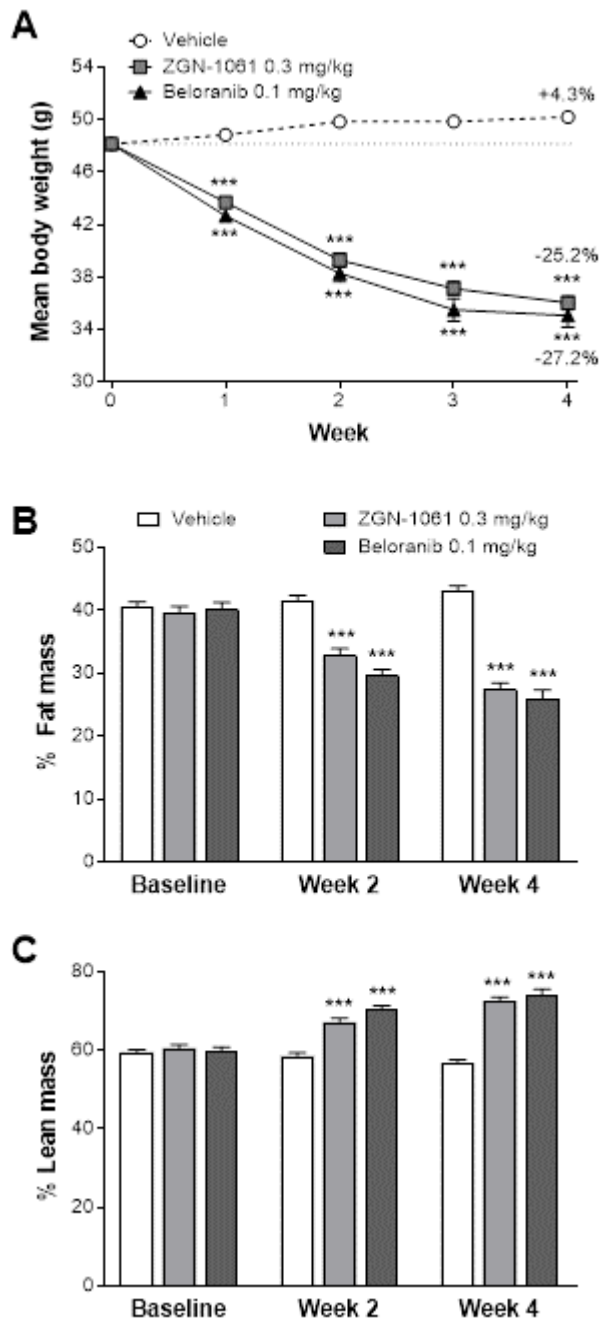 A
Vehicle
ZGN-1061 0.3 mg/kg
Beloranib 0.1 mg/kg
Mean body weight (g)
54
50
46
42
38
34
30
+4.3%
***
***
***
***
***
***
-25.2%
***
***
-27.2%
0 1 2 3 4
Week
B
Vehicle
ZGN-1061 0.3 mg/kg
Beloranib 0.1 mg/kg
% Fat mass
50
40
30
20
10
0
*** ***
*** ***
Baseline Week 2 Week 4
C
% Lean mass
80
60
40
20
0
*** ***
*** ***
Baseline Week 2 Week 4